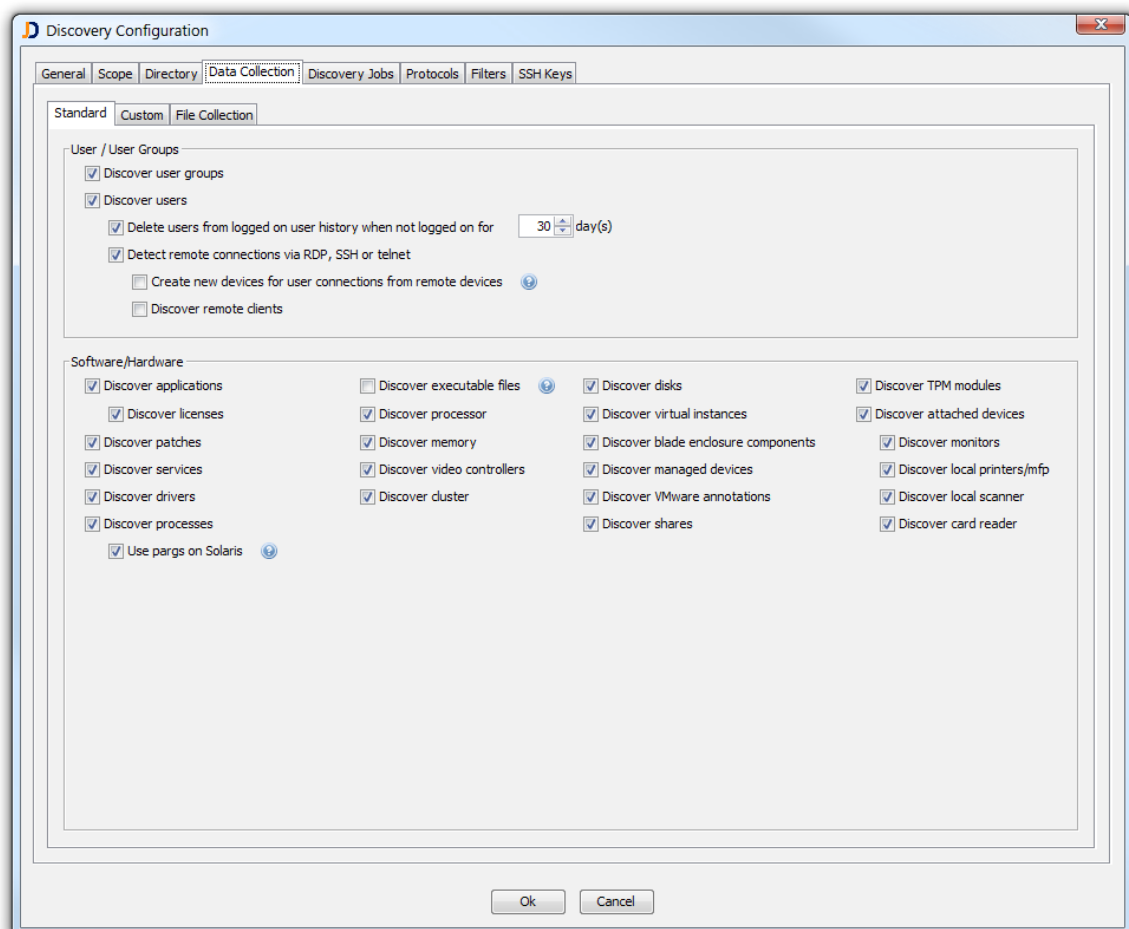 Discovery Configuration
General Scope Directory Data Collection Discovery Jobs Protocols Filters SSH Keys
Standard Custom File Collection
User / User Groups
Discover user groups
Discover users
Delete users from logged on user history when not logged on for 30 day(s)
Detect remote connections via RDP, SSH or telnet
Create new devices for user connections from remote devices
Discover remote clients
Software/Hardware
Discover applications Discover executable files Discover disks Discover TPM modules
Discover licenses Discover processor Discover virtual instances Discover attached devices
Discover patches Discover memory Discover blade enclosure components Discover monitors
Discover services Discover video controllers Discover managed devices Discover local printers/mfp
Discover drivers Discover cluster Discover VMware annotations Discover local scanner
Discover processes Discover shares Discover card reader
Use pargs on Solaris
Ok Cancel